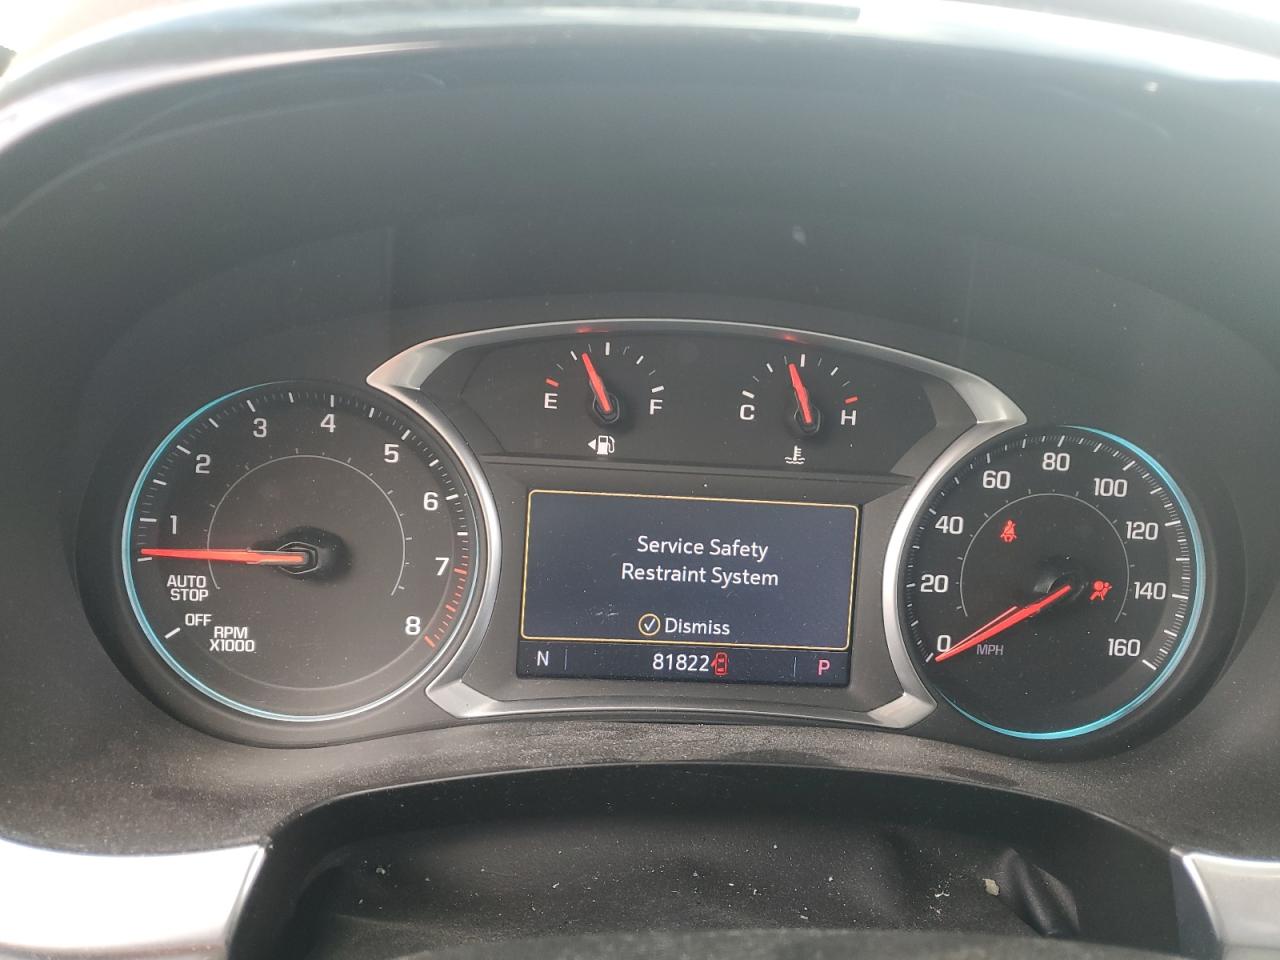 E F
C H
1 2 3 4 5 6 7 8
AUTO
STOP
OFF
RPM
X1000
Service Safety
Restraint System
Dismiss
N 81822 P
0 20 40 60 80 100 120 140 160
MPH